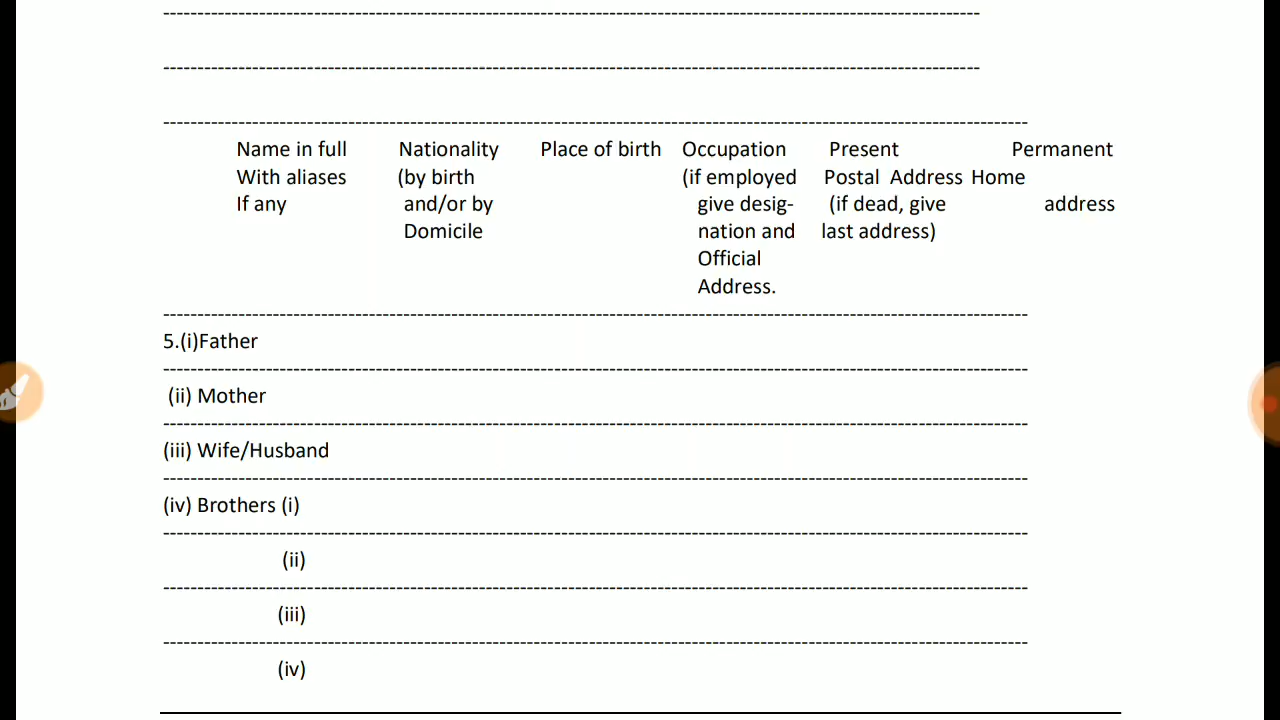 --------------------------------------------------------------------------------------------------------------------
--------------------------------------------------------------------------------------------------------------------
---------------------------------------------------------------------------------------------------------------------------
Name in full Nationality Place of birth Occupation Present Permanent
With aliases (by birth (if employed Postal Address Home
If any and/or by give desig- (if dead, give address
Domicile nation and last address)
Official
Address.
---------------------------------------------------------------------------------------------------------------------------
5.(i)Father
---------------------------------------------------------------------------------------------------------------------------
(ii) Mother
---------------------------------------------------------------------------------------------------------------------------
(iii) Wife/Husband
---------------------------------------------------------------------------------------------------------------------------
(iv) Brothers (i)
---------------------------------------------------------------------------------------------------------------------------
(ii)
---------------------------------------------------------------------------------------------------------------------------
(iii)
---------------------------------------------------------------------------------------------------------------------------
(iv)